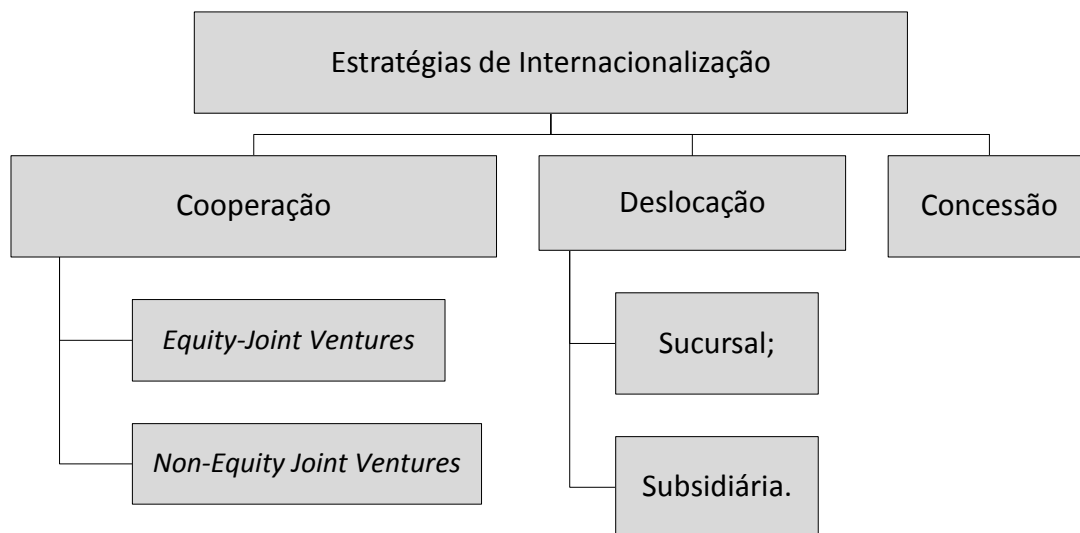 Estratégias de Internacionalização
Cooperação
Deslocação
Concessão
Equity-Joint Ventures
Sucursal;
Non-Equity Joint Ventures
Subsidiária.